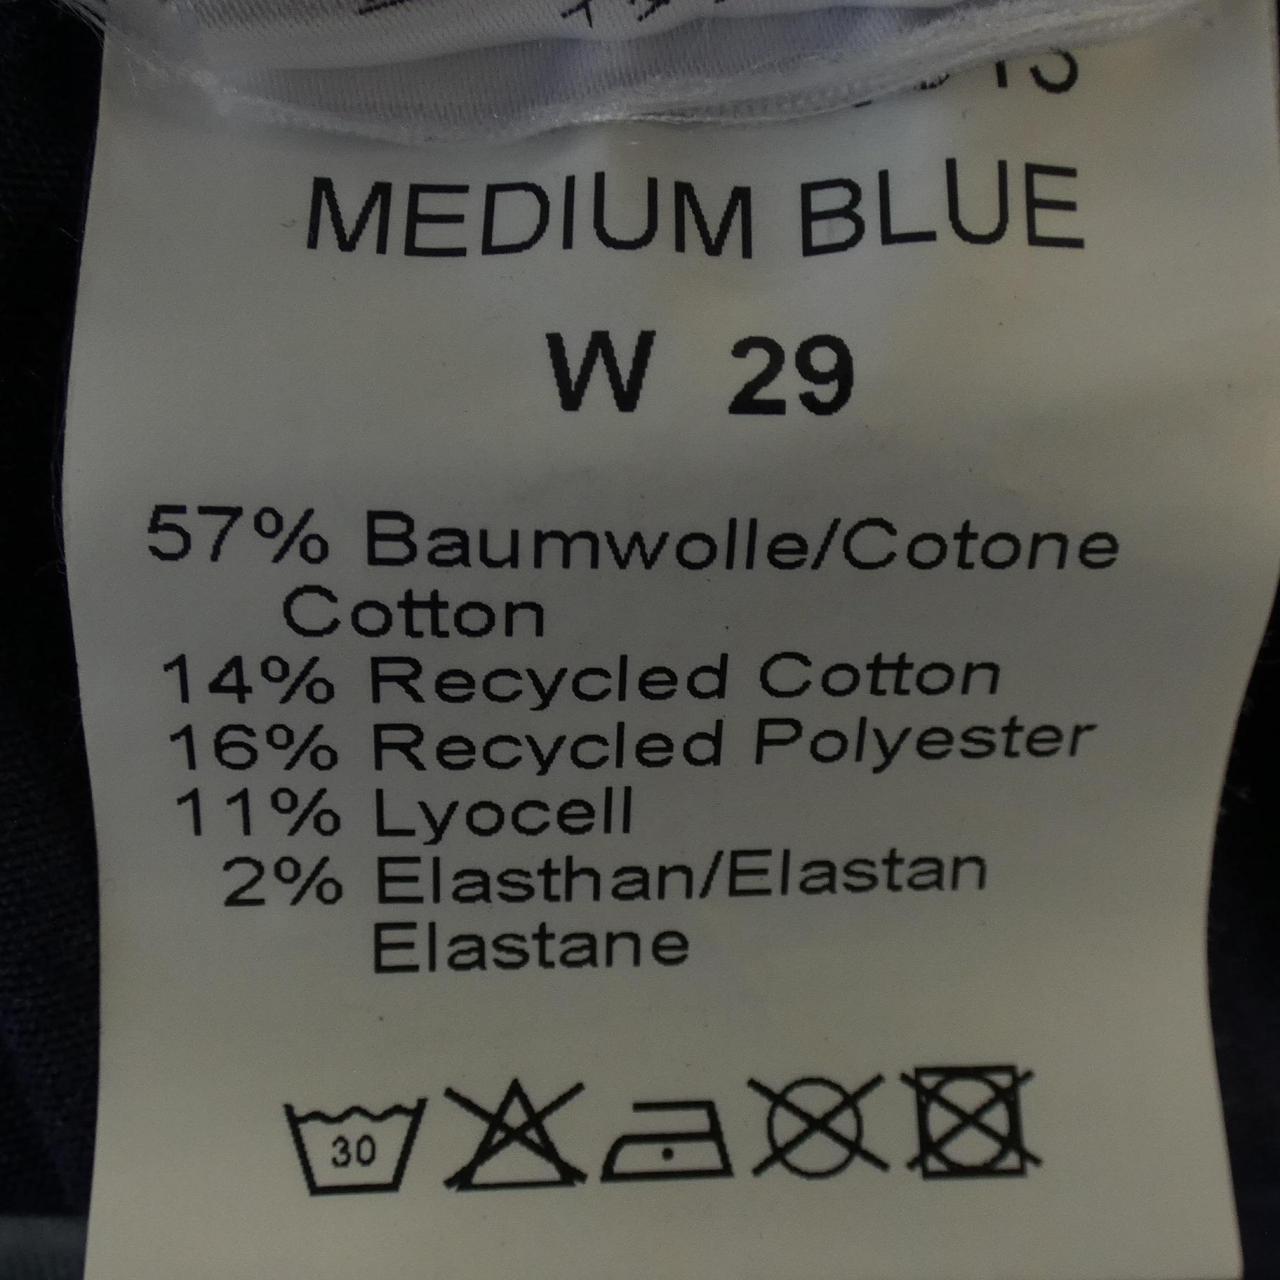 MEDIUM BLUE
W 29
57% Baumwolle/Cotone
Cotton
14% Recycled Cotton
16% Recycled Polyester
11% Lyocell
2% Elasthan/Elastan
Elastane
30